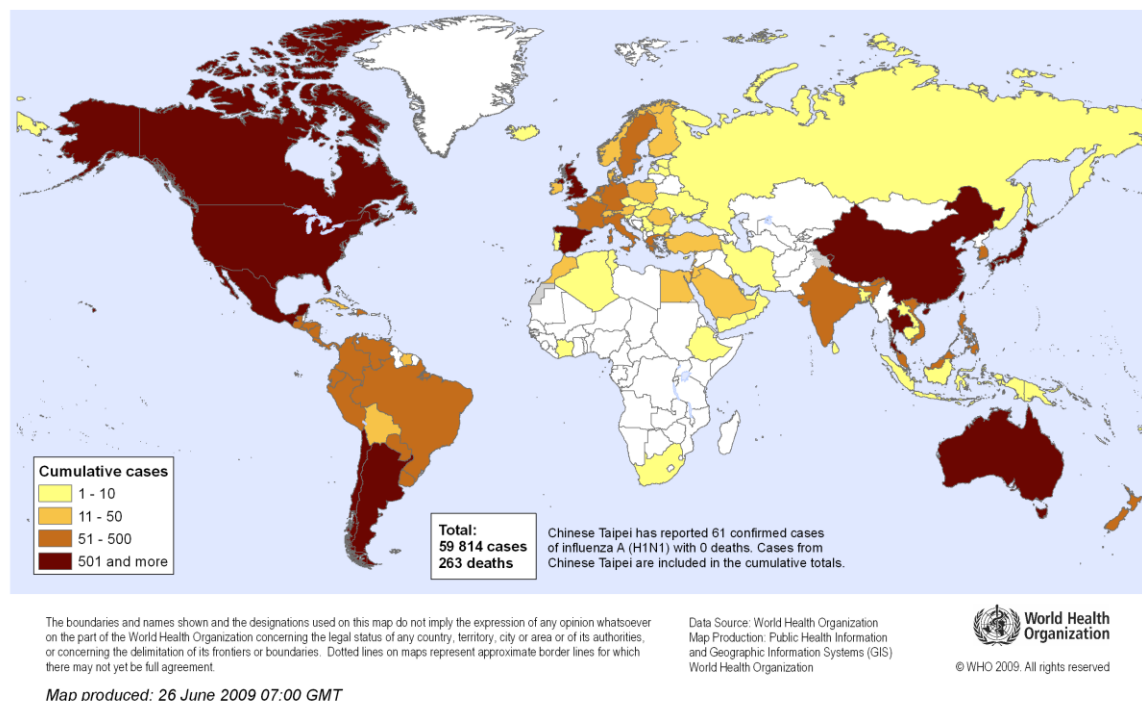 Cumulative cases
1 - 10
11 - 50
51 - 500
501 and more
Total:
59 814 cases
263 deaths
Chinese Taipei has reported 61 confirmed cases
of influenza A (H1N1) with 0 deaths. Cases from
Chinese Taipei are included in the cumulative totals.
The boundaries and names shown and the designations used on this map do not imply the expression of any opinion whatsoever
on the part of the World Health Organization concerning the legal status of any country, territory, city or area or of its authorities,
or concerning the delimitation of its frontiers or boundaries.  Dotted lines on maps represent approximate border lines for which
there may not yet be full agreement.
Map produced: 26 June 2009 07:00 GMT
Data Source: World Health Organization
Map Production: Public Health Information
and Geographic Information Systems (GIS)
World Health Organization
World Health
Organization
© WHO 2009. All rights reserved